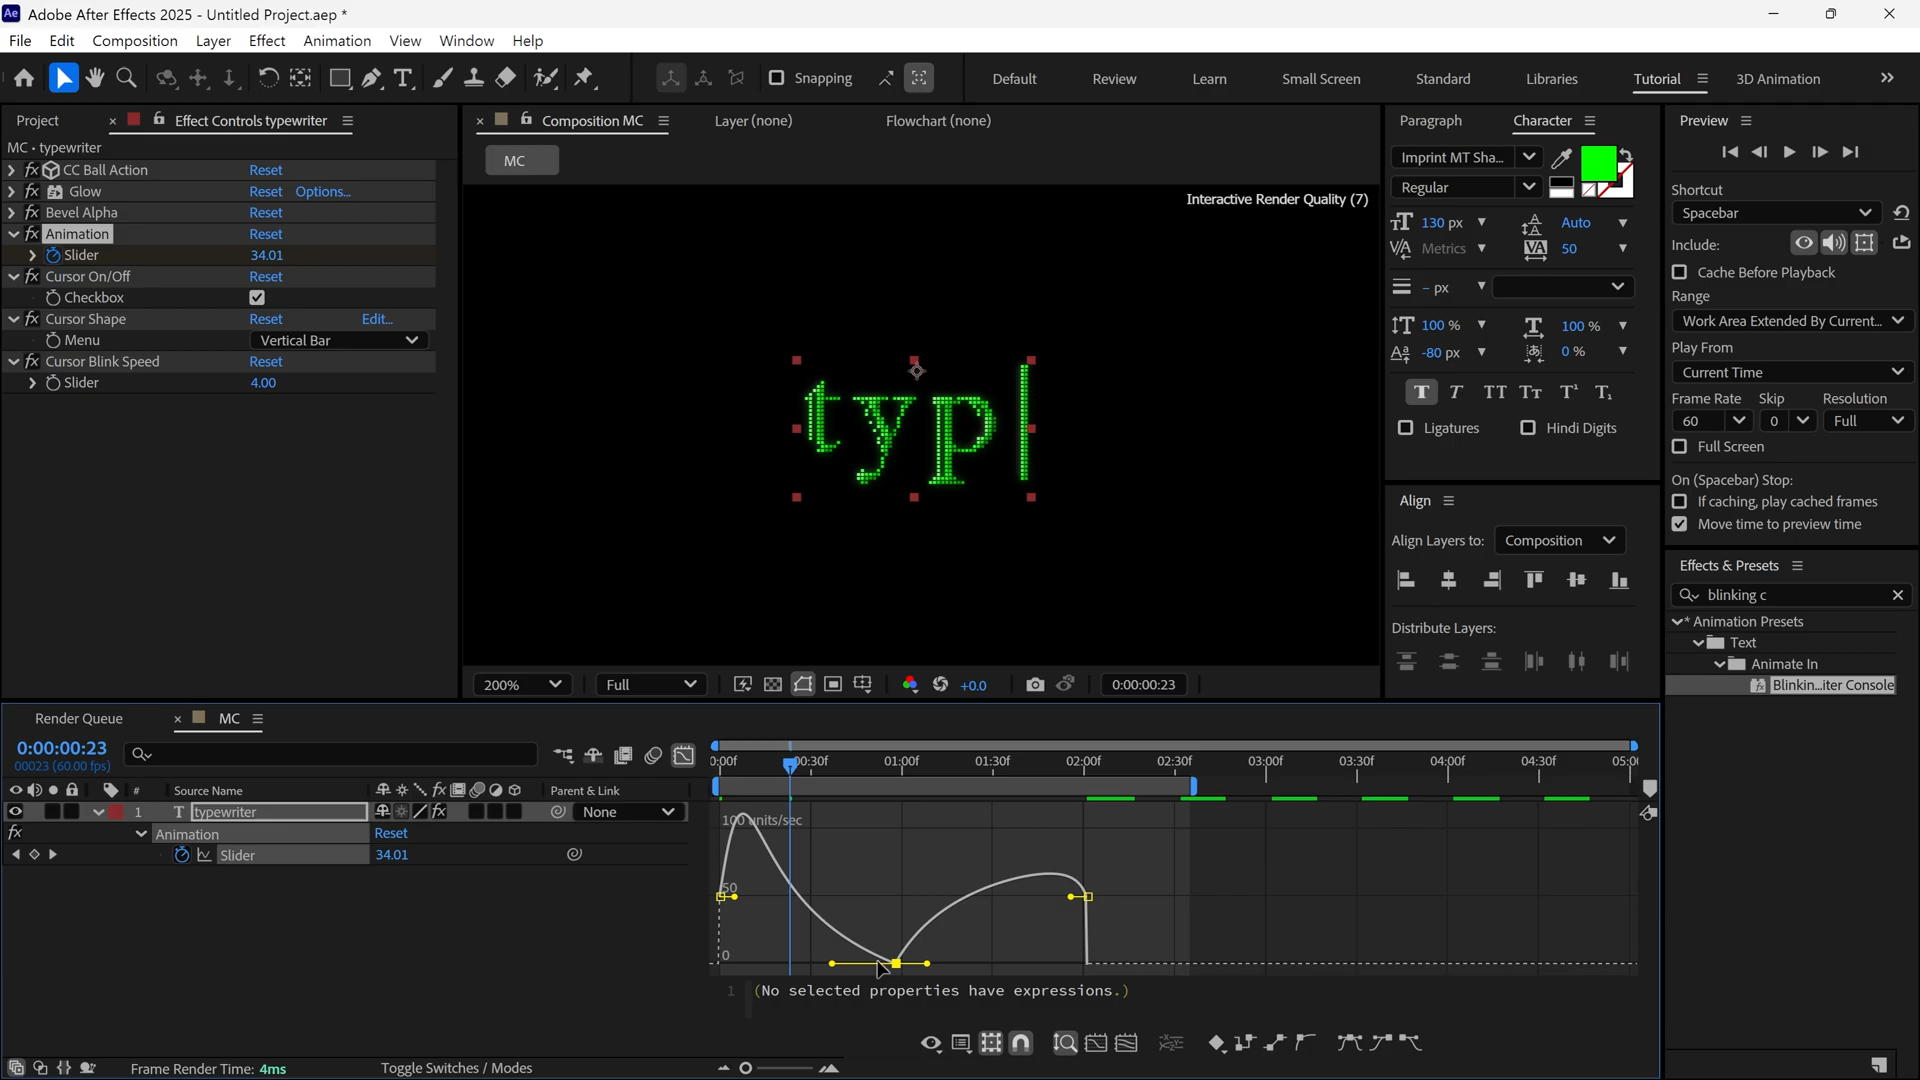 Adobe After Effects 2025 - Untitled Project.aep *
File Edit Composition Layer Effect Animation View Window Help
Snapping
Default Review Learn Small Screen Standard Libraries Tutorial 3D Animation
Project
Effect Controls typewriter
MC • typewriter
CC Ball Action Reset
Glow Reset Options...
Bevel Alpha Reset
Animation Reset
Slider 34.01
Cursor On/Off Reset
Checkbox
Cursor Shape Reset Edit...
Menu Vertical Bar
Cursor Blink Speed Reset
Slider 4.00
Composition MC
Layer (none)
Flowchart (none)
MC
Interactive Render Quality (7)
typ|
200% Full +0.0 0:00:00:23
Paragraph Character
Imprint MT Sha...
Regular
130 px Auto
Metrics 50
- px
100 % 100 %
-80 px 0 %
Ligatures Hindi Digits
Align
Align Layers to: Composition
Distribute Layers:
Preview
Shortcut
Spacebar
Include:
Cache Before Playback
Range
Work Area Extended By Current...
Play From
Current Time
Frame Rate Skip Resolution
60 0 Full
Full Screen
On (Spacebar) Stop:
If caching, play cached frames
Move time to preview time
Effects & Presets
blinking c
* Animation Presets
Text
Animate In
Blinkin...iter Console
Render Queue MC
0:00:00:23
00023 (60.00 fps)
# Source Name Parent & Link
1 T typewriter None
Animation Reset
Slider 34.01
0:00f 00:30f 01:00f 01:30f 02:00f 02:30f 03:00f 03:30f 04:00f 04:30f 05:00
100 units/sec
50
0
1 (No selected properties have expressions.)
Frame Render Time: 4ms
Toggle Switches / Modes